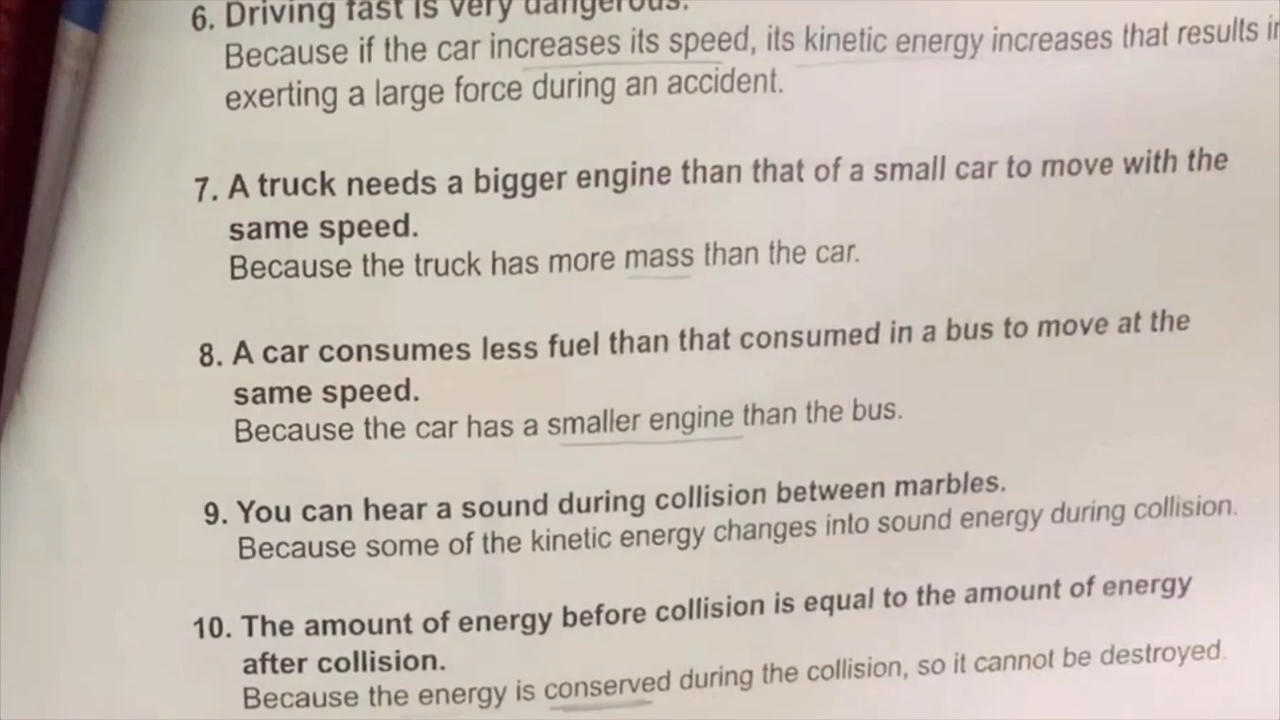 6. Driving fast is very dangerous.
Because if the car increases its speed, its kinetic energy increases that results in
exerting a large force during an accident.
7. A truck needs a bigger engine than that of a small car to move with the
same speed.
Because the truck has more mass than the car.
8. A car consumes less fuel than that consumed in a bus to move at the
same speed.
Because the car has a smaller engine than the bus.
9. You can hear a sound during collision between marbles.
Because some of the kinetic energy changes into sound energy during collision.
10. The amount of energy before collision is equal to the amount of energy
after collision.
Because the energy is conserved during the collision, so it cannot be destroyed.